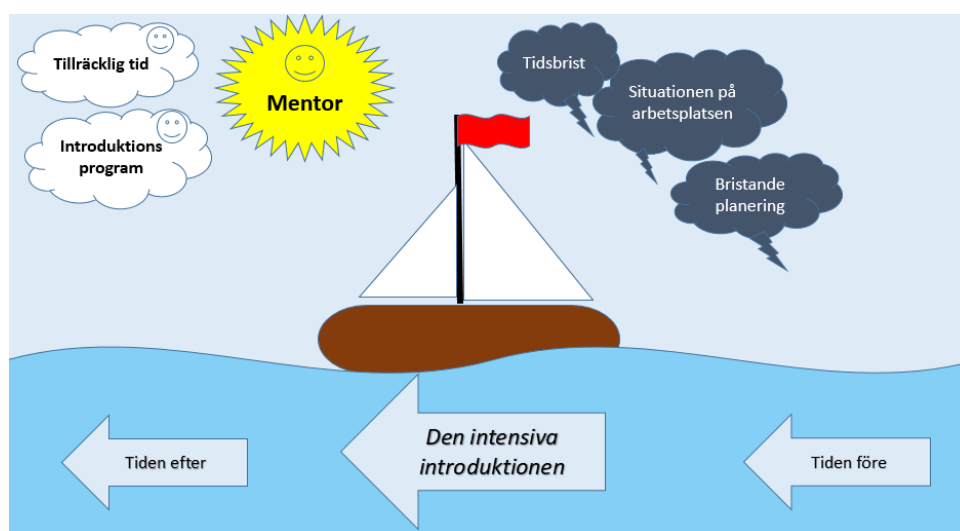 Tillräcklig tid
Introduktions
program
Mentor
Tidsbrist
Situationen på
arbetsplatsen
Bristande
planering
Tiden efter
Den intensiva
introduktionen
Tiden före